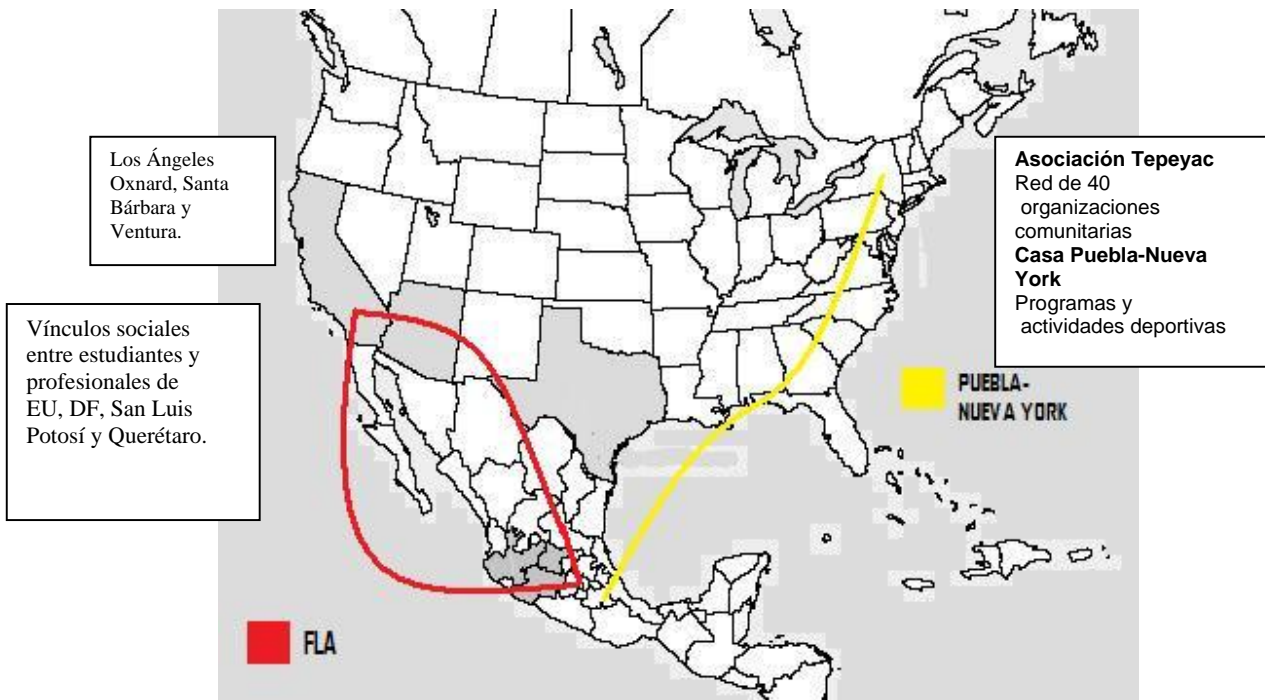 Los Ángeles
Oxnard, Santa
Bárbara y
Ventura.
Vínculos sociales
entre estudiantes y
profesionales de
EU, DF, San Luis
Potosí y Querétaro.
Asociación Tepeyac
Red de 40
organizaciones
comunitarias
Casa Puebla-Nueva
York
Programas y
actividades deportivas
PUEBLA-
NUEVA YORK
FLA